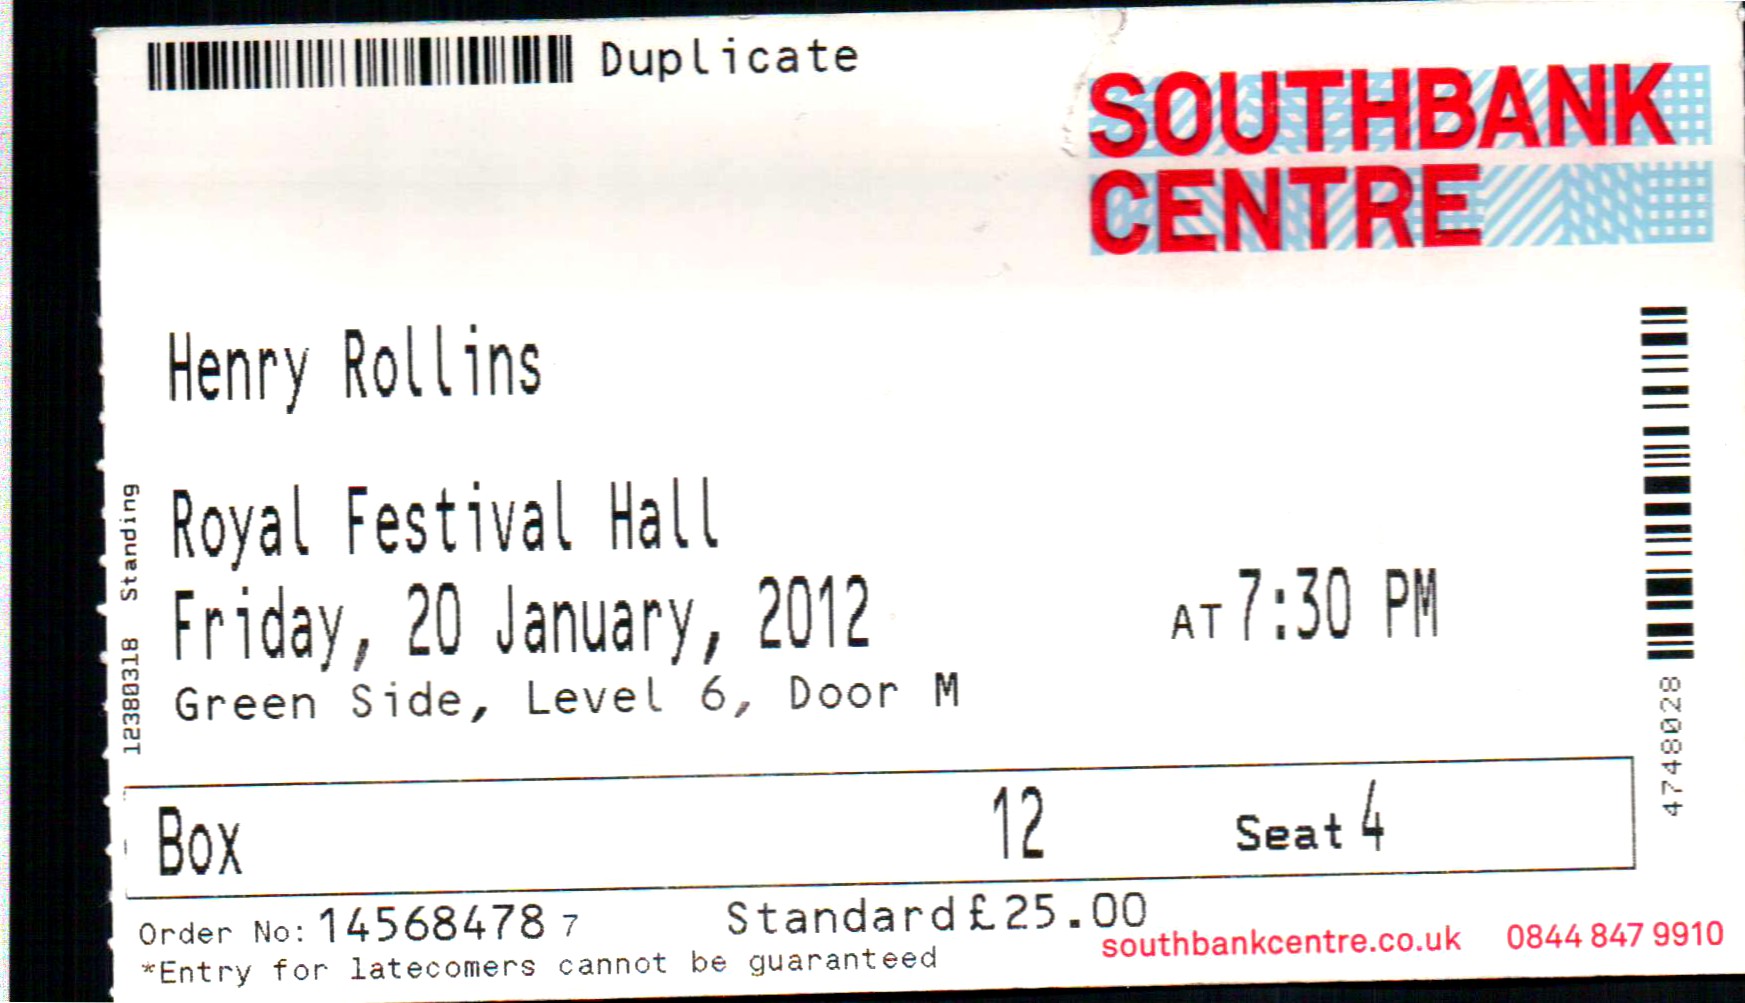 Duplicate
SOUTHBANK
CENTRE
Henry Rollins
Royal Festival Hall
Friday, 20 January, 2012 AT 7:30 PM
Green Side, Level 6, Door M
Box 12 Seat 4
Order No: 14568478 7 Standard £25.00
*Entry for latecomers cannot be guaranteed
southbankcentre.co.uk 0844 847 9910
12380318 Standing
4748028